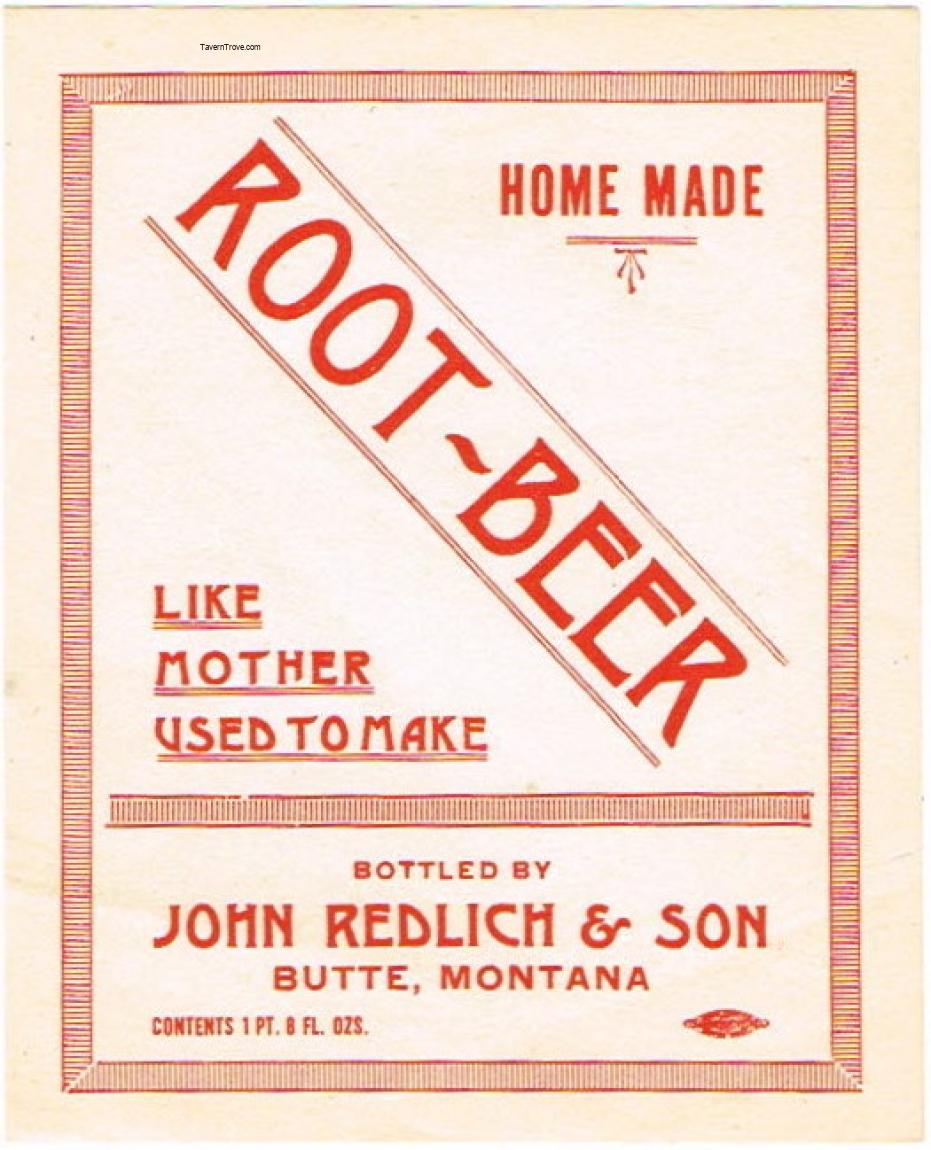 TavernTrove.com
HOME MADE
ROOT~BEER
LIKE
MOTHER
USED TO MAKE
BOTTLED BY
JOHN REDLICH & SON
BUTTE, MONTANA
CONTENTS 1 PT. 8 FL. OZS.